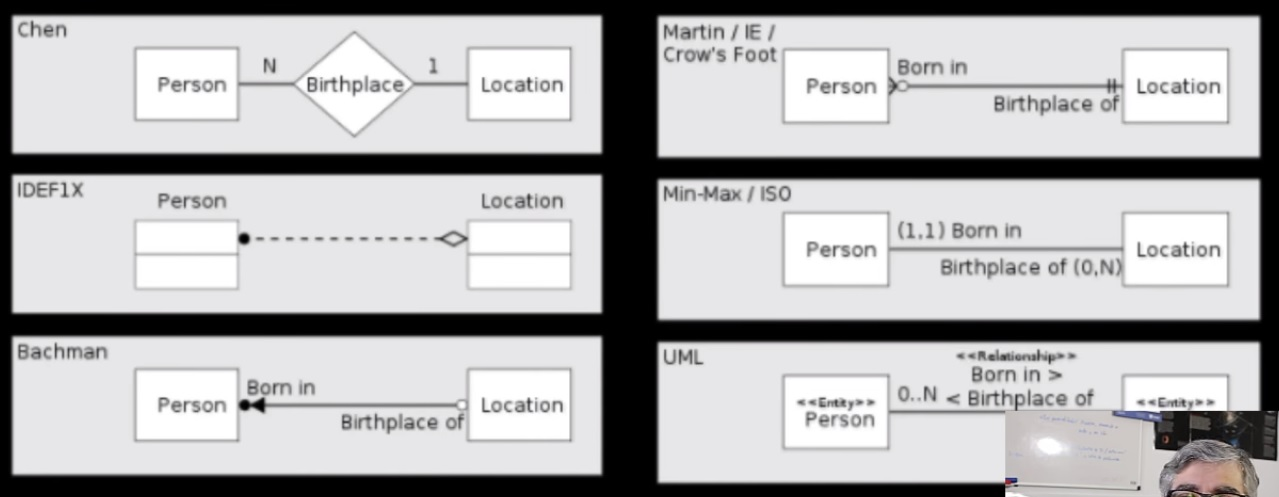 Chen
Person
N
Birthplace
1
Location
Martin / IE /
Crow's Foot
Person
Born in
Birthplace of
Location
IDEF1X
Person
Location
Min-Max / ISO
Person
(1,1) Born in
Birthplace of (0,N)
Location
Bachman
Person
Born in
Birthplace of
Location
UML
<<Relationship>>
Born in >
0..N < Birthplace of
<<Entity>>
Person
<<Entity>>